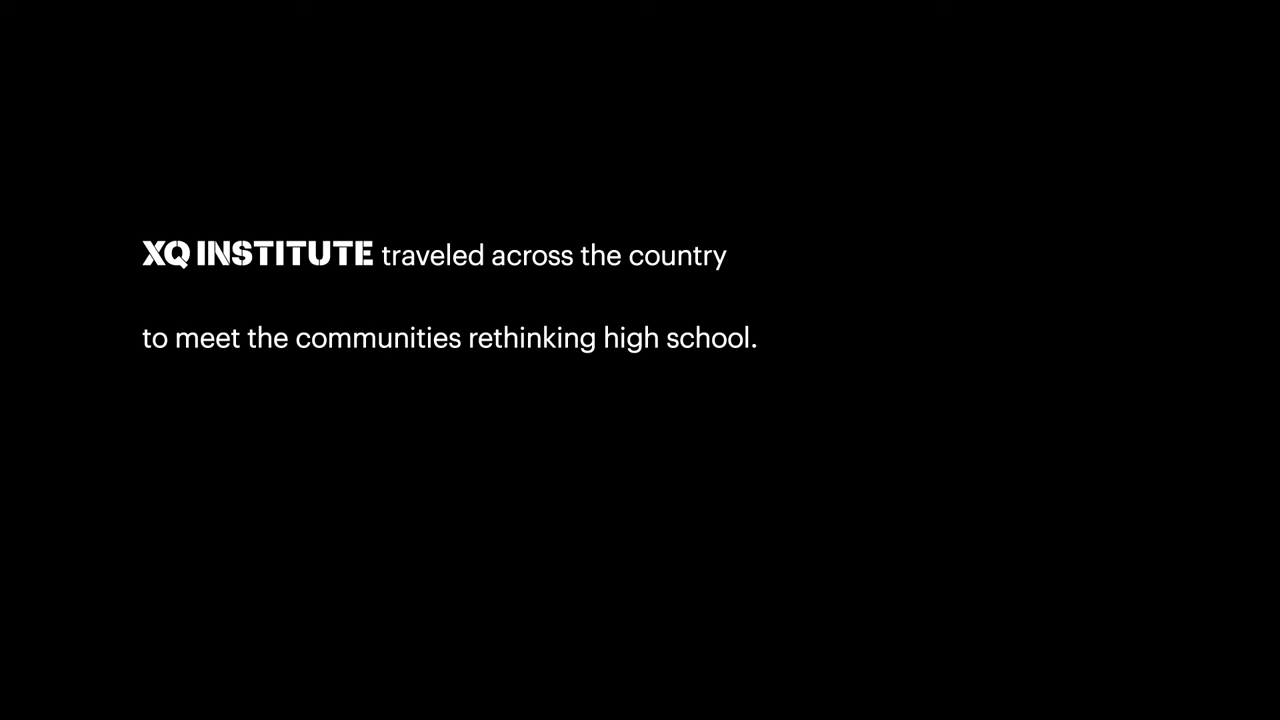 XQ INSTITUTE traveled across the country
to meet the communities rethinking high school.